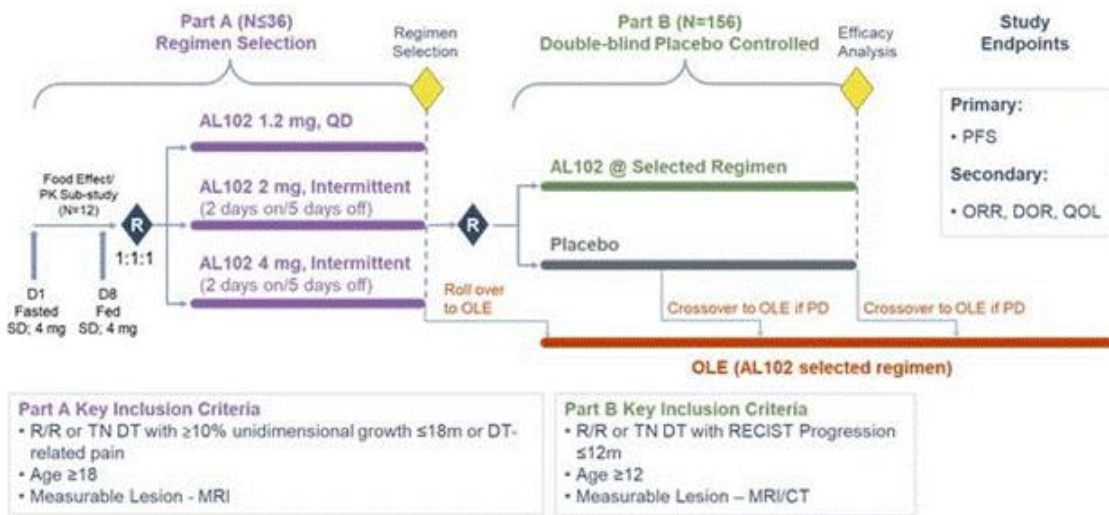 Part A (N≤36)
Regimen Selection
Regimen
Selection
Part B (N=156)
Double-blind Placebo Controlled
Efficacy
Analysis
Study
Endpoints
Primary:
• PFS
Secondary:
• ORR, DOR, QOL
Food Effect/
PK Sub-study
(N=12)
R
1:1:1
D1
Fasted
SD; 4 mg
D8
Fed
SD; 4 mg
AL102 1.2 mg, QD
AL102 2 mg, Intermittent
(2 days on/5 days off)
AL102 4 mg, Intermittent
(2 days on/5 days off)
R
AL102 @ Selected Regimen
Placebo
Roll over
to OLE
Crossover to OLE if PD
Crossover to OLE if PD
OLE (AL102 selected regimen)
Part A Key Inclusion Criteria
• R/R or TN DT with ≥10% unidimensional growth ≤18m or DT-
related pain
• Age ≥18
• Measurable Lesion - MRI
Part B Key Inclusion Criteria
• R/R or TN DT with RECIST Progression
≤12m
• Age ≥12
• Measurable Lesion – MRI/CT